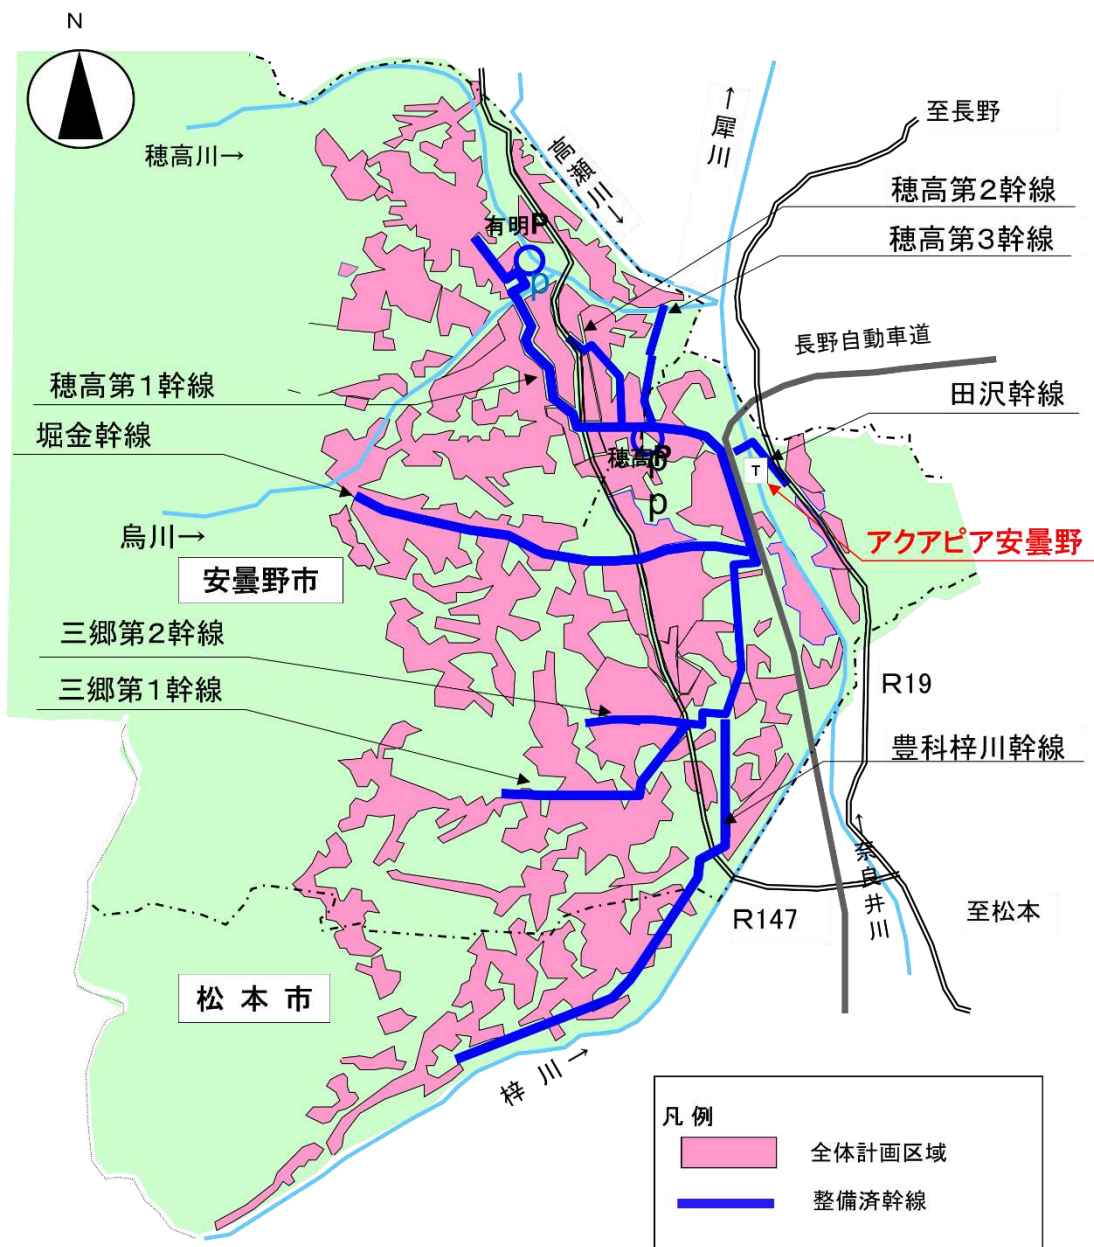 N
穂高川→
高瀬川→
←犀川
至長野
穂高第2幹線
穂高第3幹線
有明P
p
長野自動車道
穂高第1幹線
田沢幹線
堀金幹線
穂高P
p
T
p
烏川→
アクアピア安曇野
安曇野市
三郷第2幹線
三郷第1幹線
R19
豊科梓川幹線
←奈良井川
R147
至松本
松本市
梓川→
凡例
全体計画区域
整備済幹線